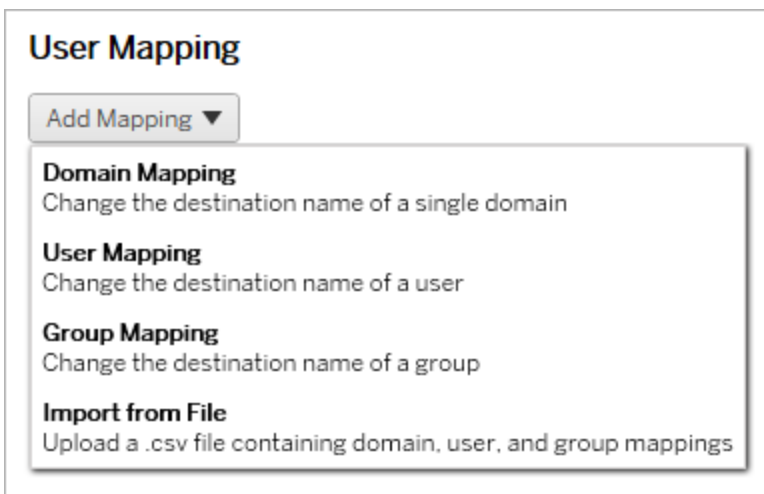 User Mapping
Add Mapping ▼
Domain Mapping
Change the destination name of a single domain
User Mapping
Change the destination name of a user
Group Mapping
Change the destination name of a group
Import from File
Upload a .csv file containing domain, user, and group mappings